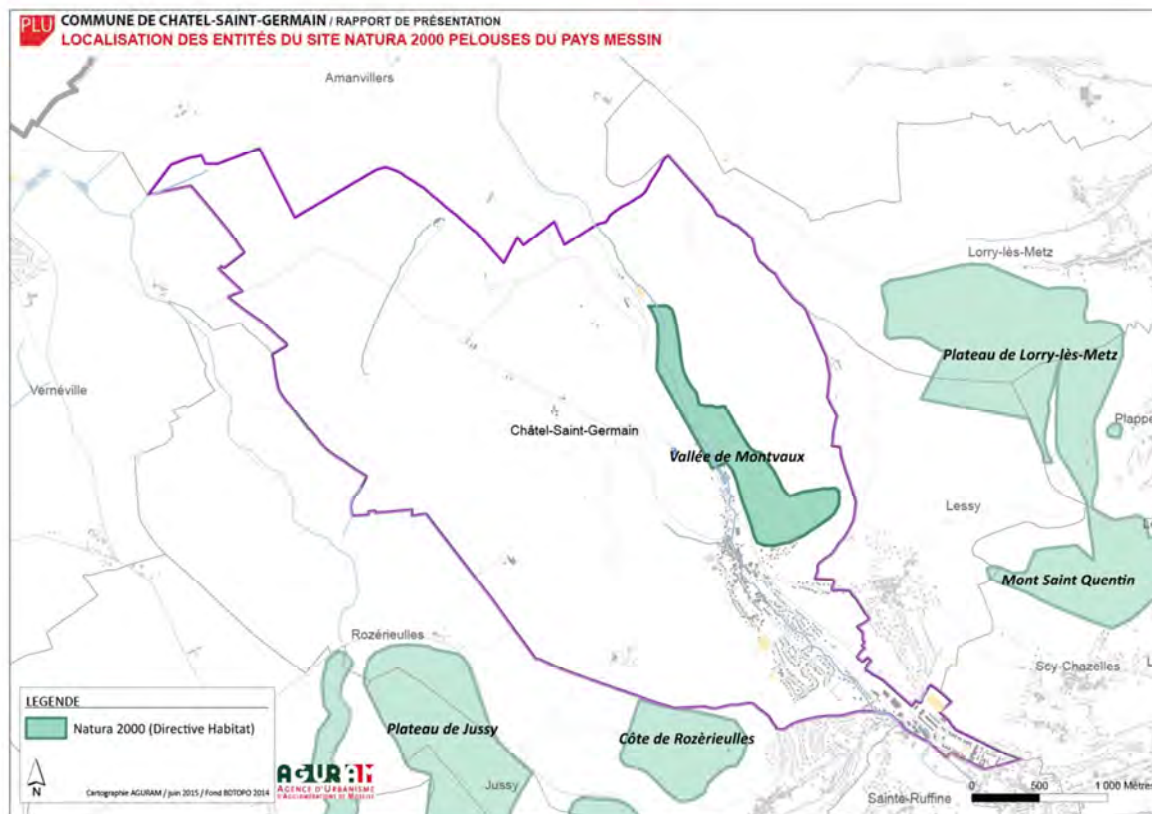 PLU
COMMUNE DE CHATEL-SAINT-GERMAIN / RAPPORT DE PRÉSENTATION
LOCALISATION DES ENTITÉS DU SITE NATURA 2000 PELOUSES DU PAYS MESSIN
Amanvillers
Lorry-lès-Metz
Plateau de Lorry-lès-Metz
Vernéville
Plappe
Châtel-Saint-Germain
Vallée de Montvaux
Lessy
Mont Saint Quentin
Rozérieulles
Scy-Chazelles
LEGENDE
Natura 2000 (Directive Habitat)
Plateau de Jussy
Côte de Rozèrieulles
Jussy
Sainte-Ruffine
N
Cartographie AGURAM / juin 2015 / Fond BDTOPO 2014
AGURAM
AGENCE D'URBANISME
D'AGGLOMÉRATIONS DE MOSELLE
0 500 1 000 Mètres